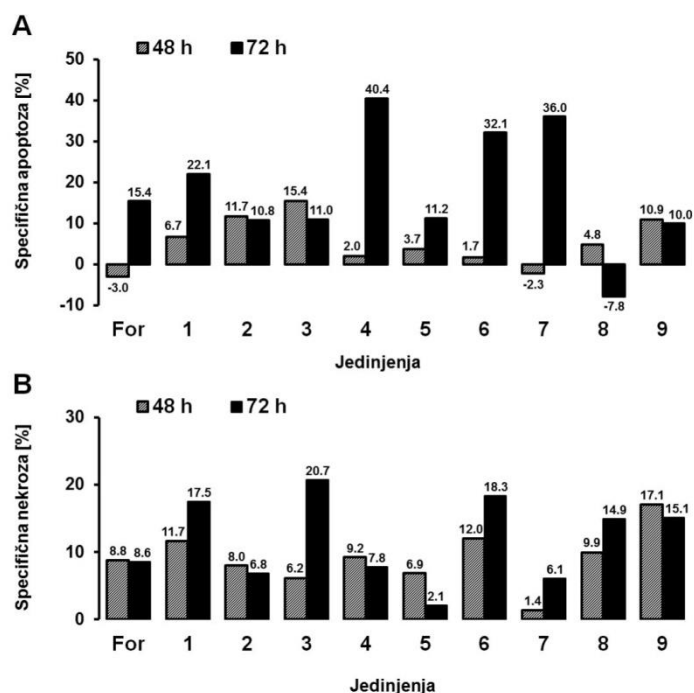 A
48 h 72 h
Specifična apoptoza [%]
50
40
30
20
10
0
-10
-3.0 15.4 6.7 22.1 11.7 10.8 15.4 11.0 2.0 40.4 3.7 11.2 1.7 32.1 -2.3 36.0 4.8 -7.8 10.9 10.0
For 1 2 3 4 5 6 7 8 9
Jedinjenja
B
48 h 72 h
Specifična nekroza [%]
30
20
10
0
8.8 8.6 11.7 17.5 8.0 6.8 6.2 20.7 9.2 7.8 6.9 2.1 12.0 18.3 1.4 6.1 9.9 14.9 17.1 15.1
For 1 2 3 4 5 6 7 8 9
Jedinjenja